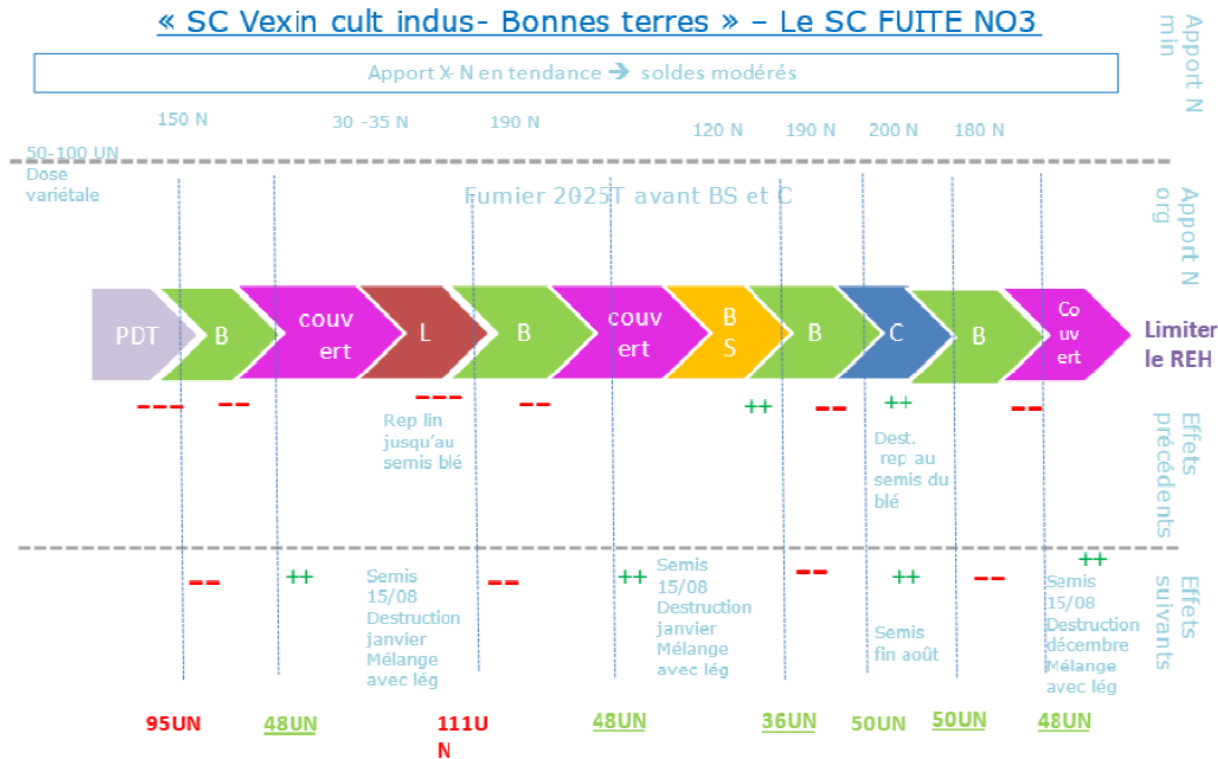 « SC Vexin cult indus- Bonnes terres » – Le SC FUITE NO3
Apport N
min
Apport X- N en tendance ➔ soldes modérés
150 N
30 -35 N
190 N
120 N
190 N
200 N
180 N
50-100 UN
Dose
variétale
Fumier 20-25T avant BS et C
Apport N
org
PDT
B
couv
ert
L
B
couv
ert
B
S
B
C
B
Co
uv
ert
Limiter
le REH
---
--
---
--
++
--
++
--
Rep lin
jusqu'au
semis blé
Dest.
rep au
semis du
blé
Effets
précédents
--
++
--
++
--
++
--
++
Semis
15/08
Destruction
janvier
Mélange
avec lég
Semis
15/08
Destruction
janvier
Mélange
avec lég
Semis
fin août
Semis
15/08
Destruction
décembre
Mélange
avec lég
Effets
suivants
95UN
48UN
111U
N
48UN
36UN
50UN
50UN
48UN